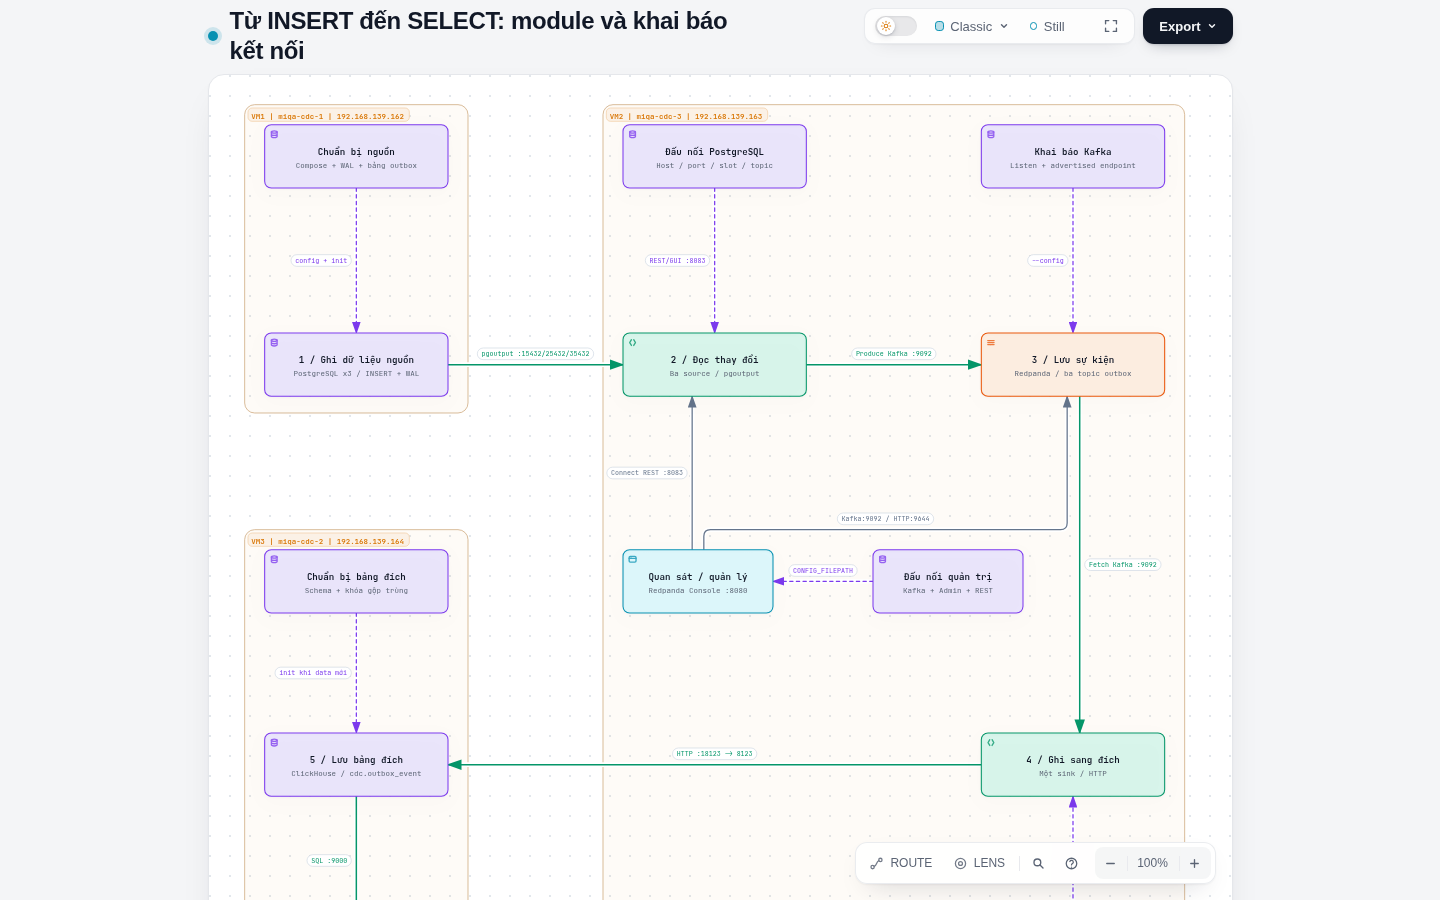 Từ INSERT đến SELECT: module và khai báo
kết nối
Classic
Still
Export
VM1 | miqa-cdc-1 | 192.168.139.162
VM2 | miqa-cdc-3 | 192.168.139.163
Chuẩn bị nguồn
Compose + WAL + bảng outbox
Đấu nối PostgreSQL
Host / port / slot / topic
Khai báo Kafka
Listen + advertised endpoint
config + init
REST/GUI :8083
--config
1 / Ghi dữ liệu nguồn
PostgreSQL x3 / INSERT + WAL
pgoutput :15432/25432/35432
2 / Đọc thay đổi
Ba source / pgoutput
Produce Kafka :9092
3 / Lưu sự kiện
Redpanda / ba topic outbox
Connect REST :8083
Kafka:9092 / HTTP:9644
VM3 | miqa-cdc-2 | 192.168.139.164
Chuẩn bị bảng đích
Schema + khóa gộp trùng
Quan sát / quản lý
Redpanda Console :8080
CONFIG_FILEPATH
Đấu nối quản trị
Kafka + Admin + REST
Fetch Kafka :9092
init khi data mới
5 / Lưu bảng đích
ClickHouse / cdc.outbox_event
HTTP :18123 → 8123
4 / Ghi sang đích
Một sink / HTTP
SQL :9000
ROUTE
LENS
100%